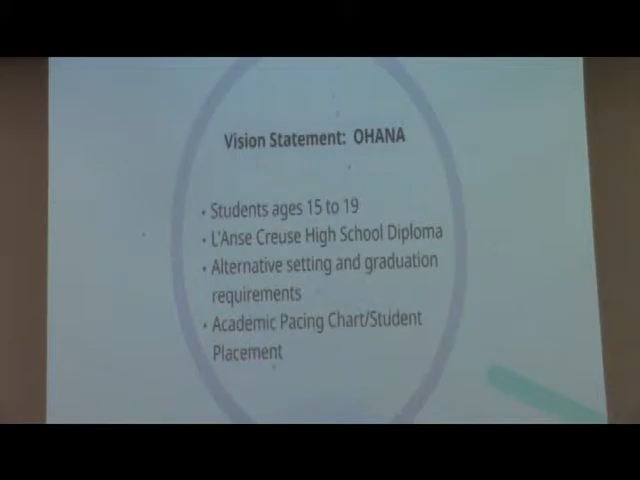 Vision Statement: OHANA
• Students ages 15 to 19
• L'Anse Creuse High School Diploma
• Alternative setting and graduation
requirements
• Academic Pacing Chart/Student
Placement